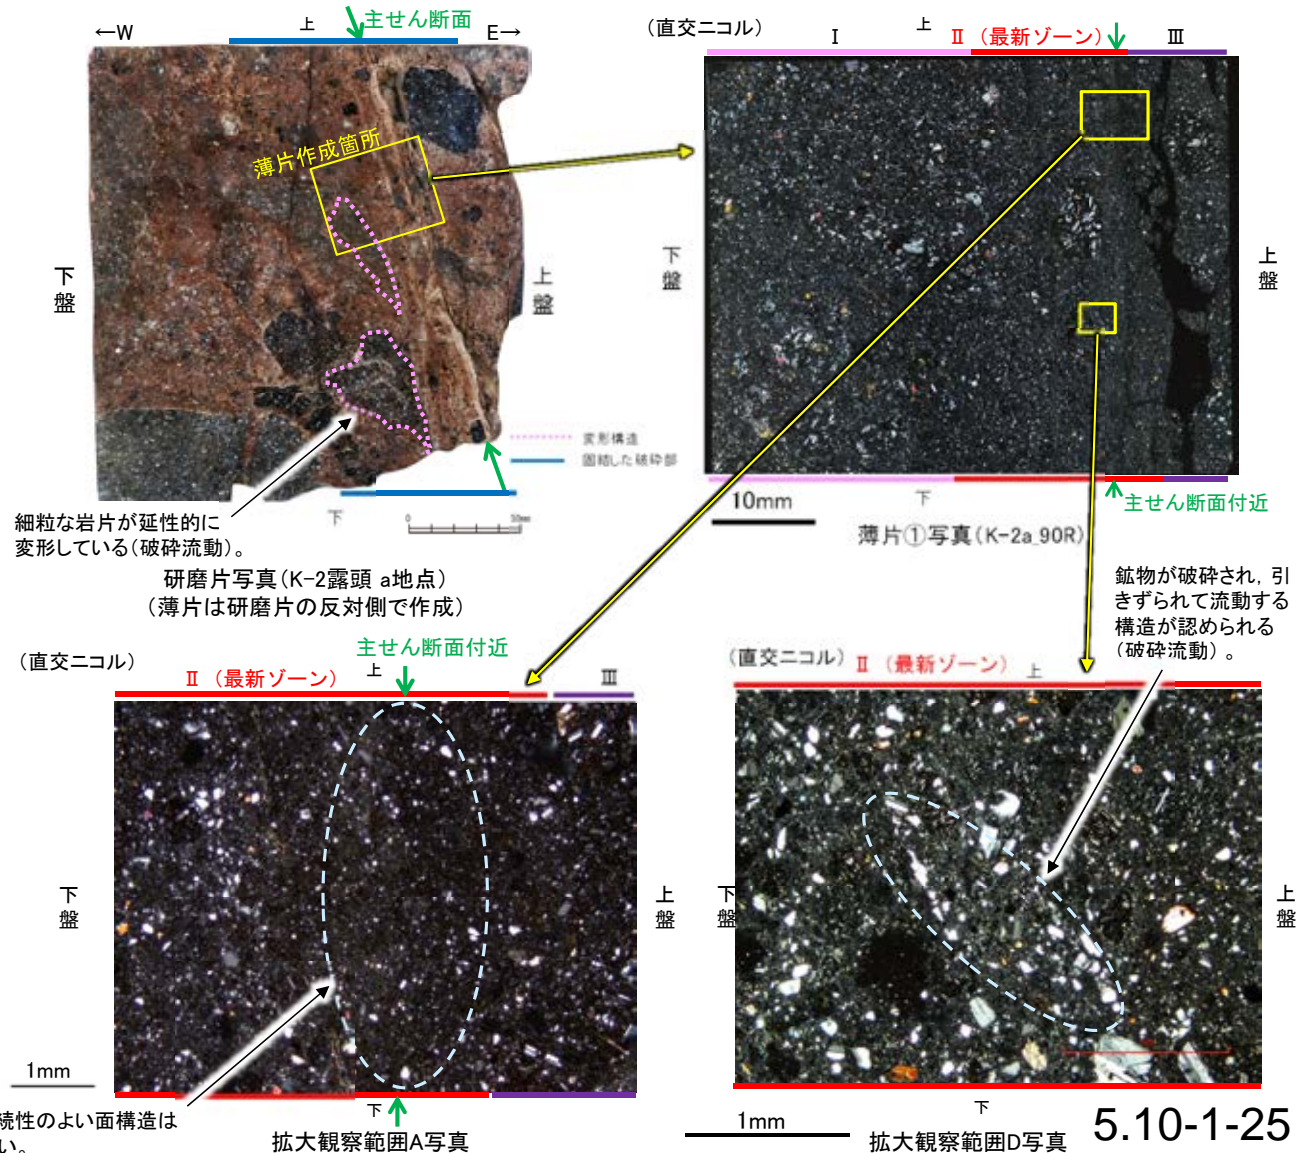 ←W
上
主せん断面
E→
薄片作成箇所
下盤
上盤
変形構造
固結した破砕部
下
0
50mm
細粒な岩片が延性的に
変形している(破砕流動)。
研磨片写真(K-2露頭 a地点)
(薄片は研磨片の反対側で作成)
(直交ニコル)
Ⅰ
上
Ⅱ (最新ゾーン)
Ⅲ
下盤
上盤
10mm
下
主せん断面付近
薄片①写真(K-2a_90R)
鉱物が破砕され，引
きずられて流動する
構造が認められる
(破砕流動) 。
(直交ニコル)
Ⅱ (最新ゾーン)
主せん断面付近
上
Ⅲ
下盤
上盤
1mm
続性のよい面構造は
い。
下
拡大観察範囲A写真
(直交ニコル)
Ⅱ (最新ゾーン)
上
下盤
上盤
1mm
下
拡大観察範囲D写真
5.10-1-25